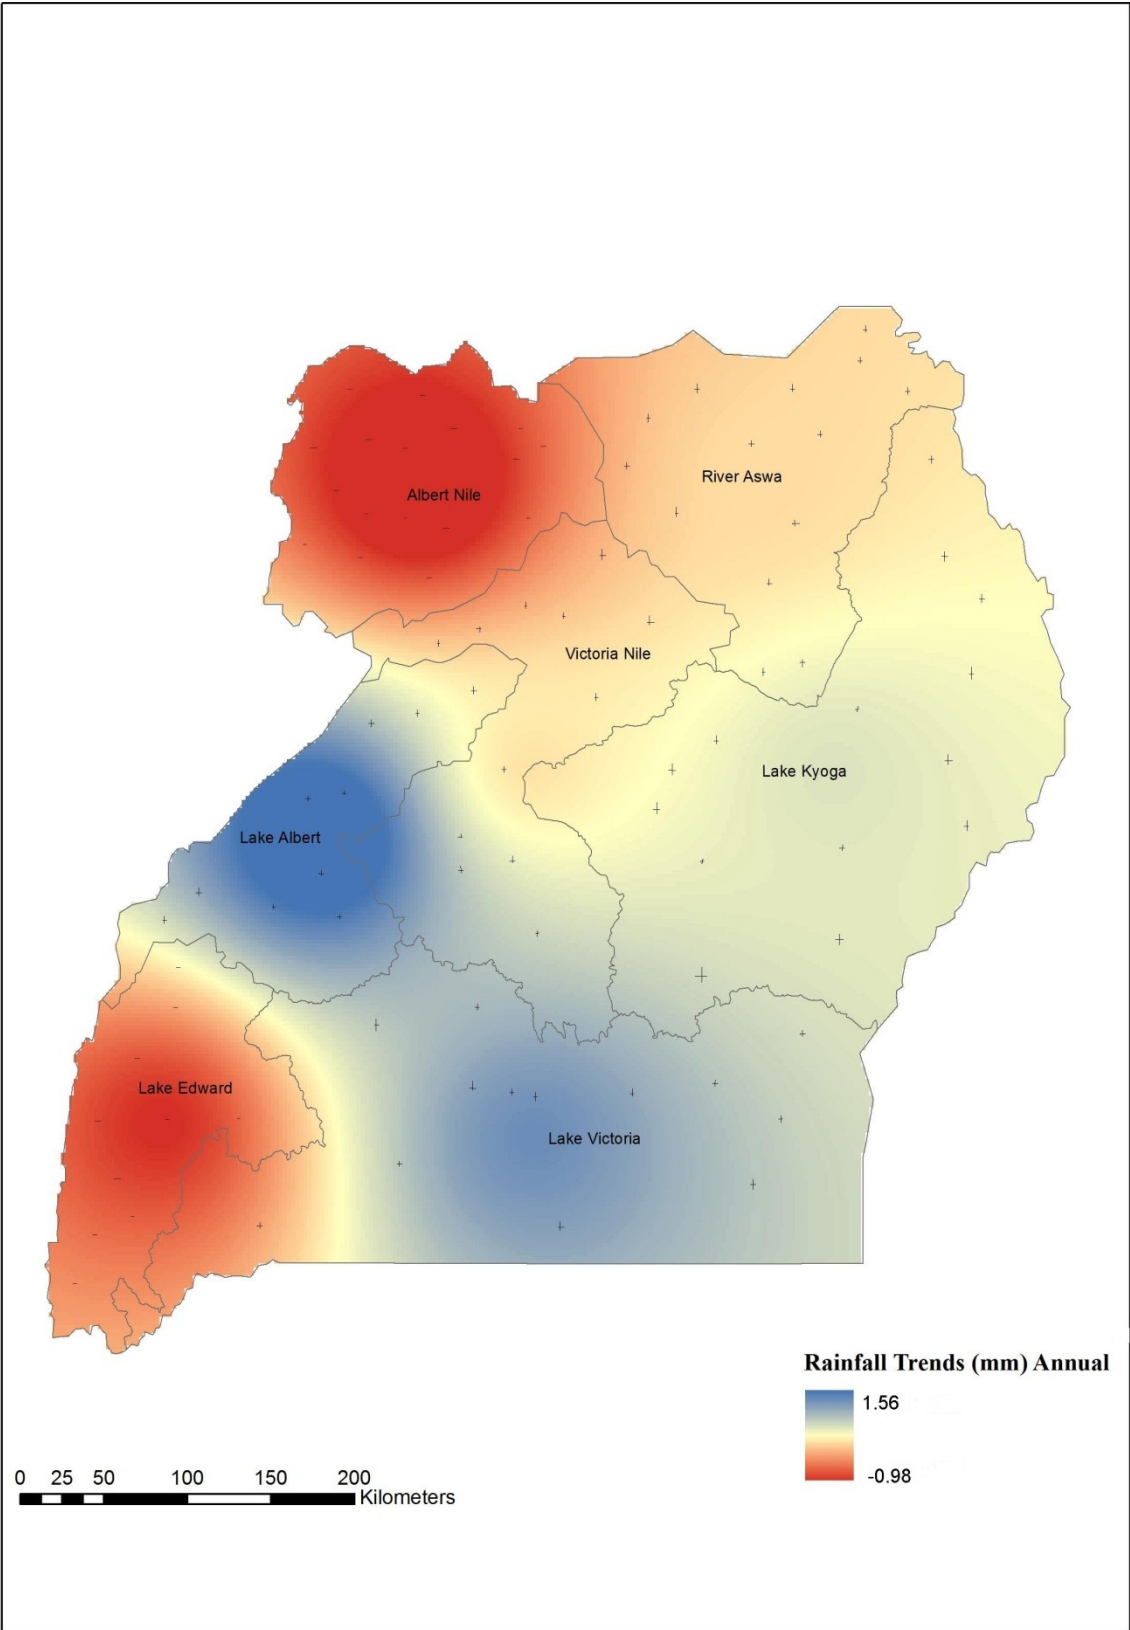 Albert Nile
River Aswa
Victoria Nile
Lake Kyoga
Lake Albert
Lake Edward
Lake Victoria
Rainfall Trends (mm) Annual
1.56
-0.98
0 25 50 100 150 200
Kilometers